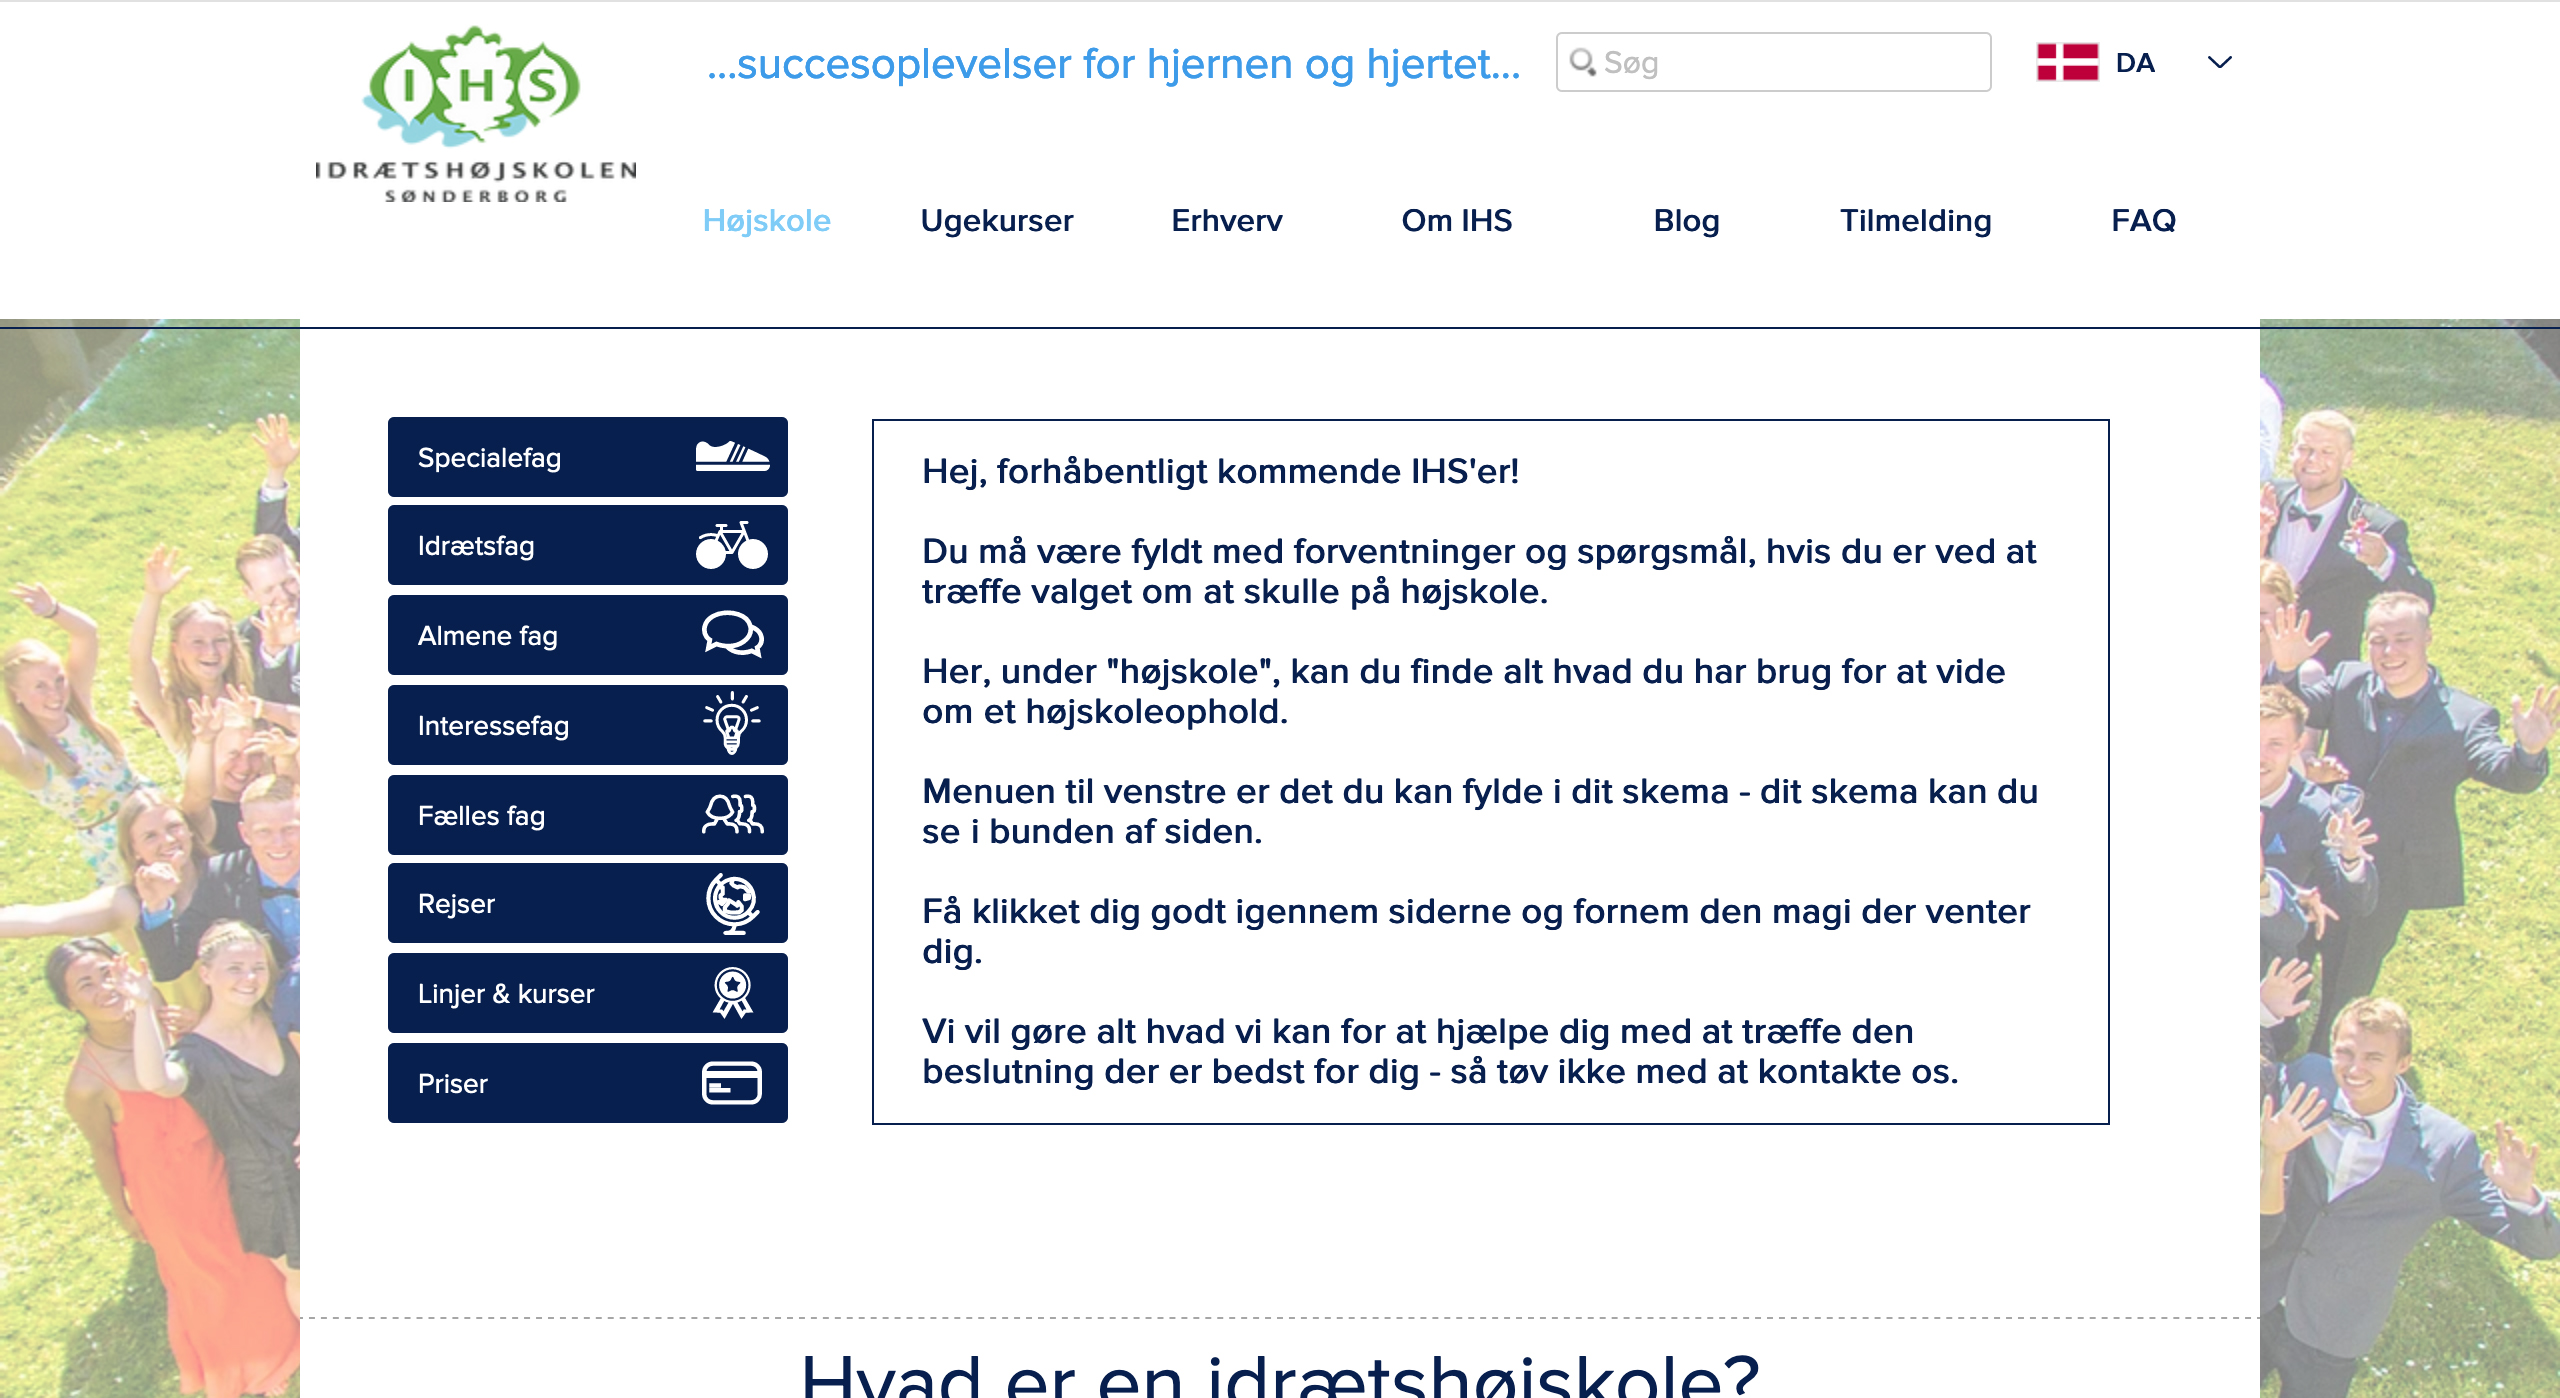 IHS
IDRÆTSHØJSKOLEN
SØNDERBORG
...succesoplevelser for hjernen og hjertet...
Søg
DA
Højskole
Ugekurser
Erhverv
Om IHS
Blog
Tilmelding
FAQ
Specialefag
Idrætsfag
Almene fag
Interessefag
Fælles fag
Rejser
Linjer & kurser
Priser
Hej, forhåbentligt kommende IHS'er!
Du må være fyldt med forventninger og spørgsmål, hvis du er ved at
træffe valget om at skulle på højskole.
Her, under "højskole", kan du finde alt hvad du har brug for at vide
om et højskoleophold.
Menuen til venstre er det du kan fylde i dit skema - dit skema kan du
se i bunden af siden.
Få klikket dig godt igennem siderne og fornem den magi der venter
dig.
Vi vil gøre alt hvad vi kan for at hjælpe dig med at træffe den
beslutning der er bedst for dig - så tøv ikke med at kontakte os.
Hvad er en idrætshøjskole?